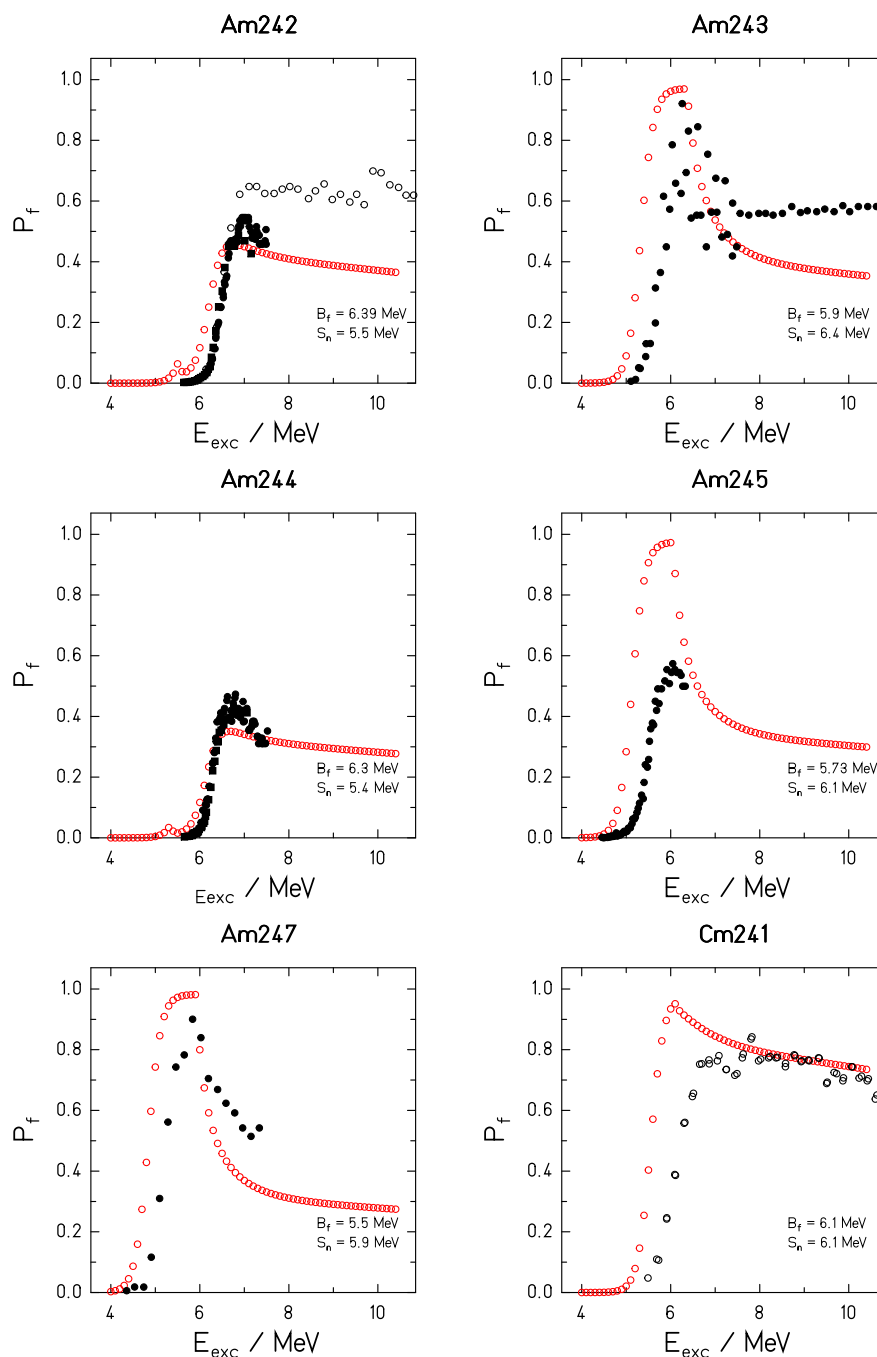 Am242
Am243
1.0
0.8
0.6
0.4
0.2
0.0
P_f
B_f = 6.39 MeV
S_n = 5.5 MeV
4 6 8 10
E_exc / MeV
1.0
0.8
0.6
0.4
0.2
0.0
P_f
B_f = 5.9 MeV
S_n = 6.4 MeV
4 6 8 10
E_exc / MeV
Am244
Am245
1.0
0.8
0.6
0.4
0.2
0.0
P_f
B_f = 6.3 MeV
S_n = 5.4 MeV
4 6 8 10
Eexc / MeV
1.0
0.8
0.6
0.4
0.2
0.0
P_f
B_f = 5.73 MeV
S_n = 6.1 MeV
4 6 8 10
E_exc / MeV
Am247
Cm241
1.0
0.8
0.6
0.4
0.2
0.0
P_f
B_f = 5.5 MeV
S_n = 5.9 MeV
4 6 8 10
E_exc / MeV
1.0
0.8
0.6
0.4
0.2
0.0
P_f
B_f = 6.1 MeV
S_n = 6.1 MeV
4 6 8 10
E_exc / MeV